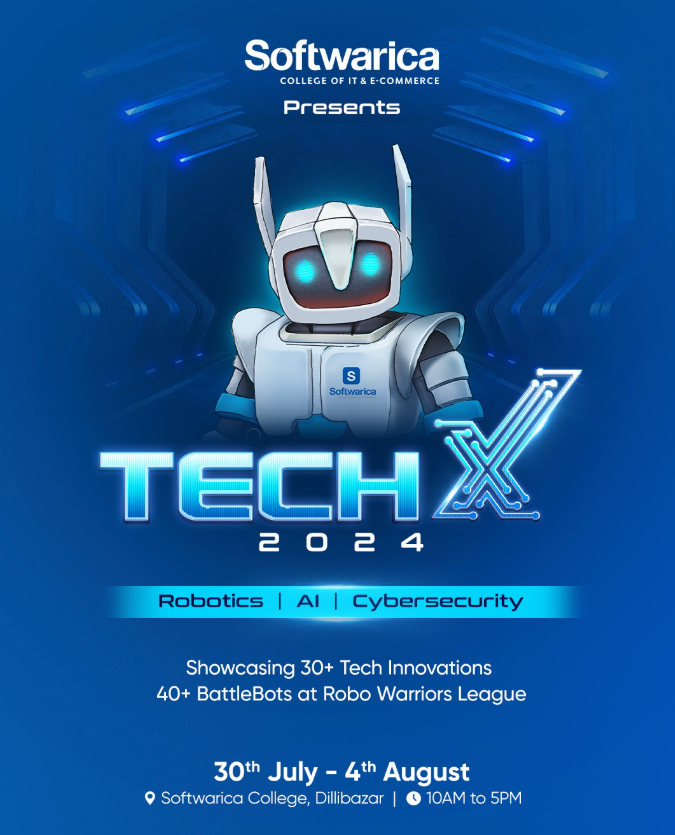 Softwarica
COLLEGE OF IT & E-COMMERCE
Presents
S
Softwarica
TECH X
2024
Robotics | AI | Cybersecurity
Showcasing 30+ Tech Innovations
40+ BattleBots at Robo Warriors League
30th July - 4th August
Softwarica College, Dillibazar | 10AM to 5PM